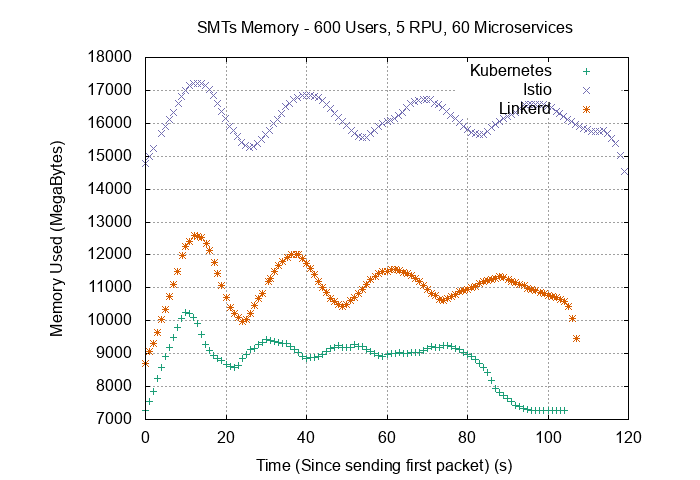 SMTs Memory - 600 Users, 5 RPU, 60 Microservices
18000
17000
16000
15000
14000
13000
12000
11000
10000
9000
8000
7000
Kubernetes
Istio
Linkerd
Memory Used (MegaBytes)
0 20 40 60 80 100 120
Time (Since sending first packet) (s)